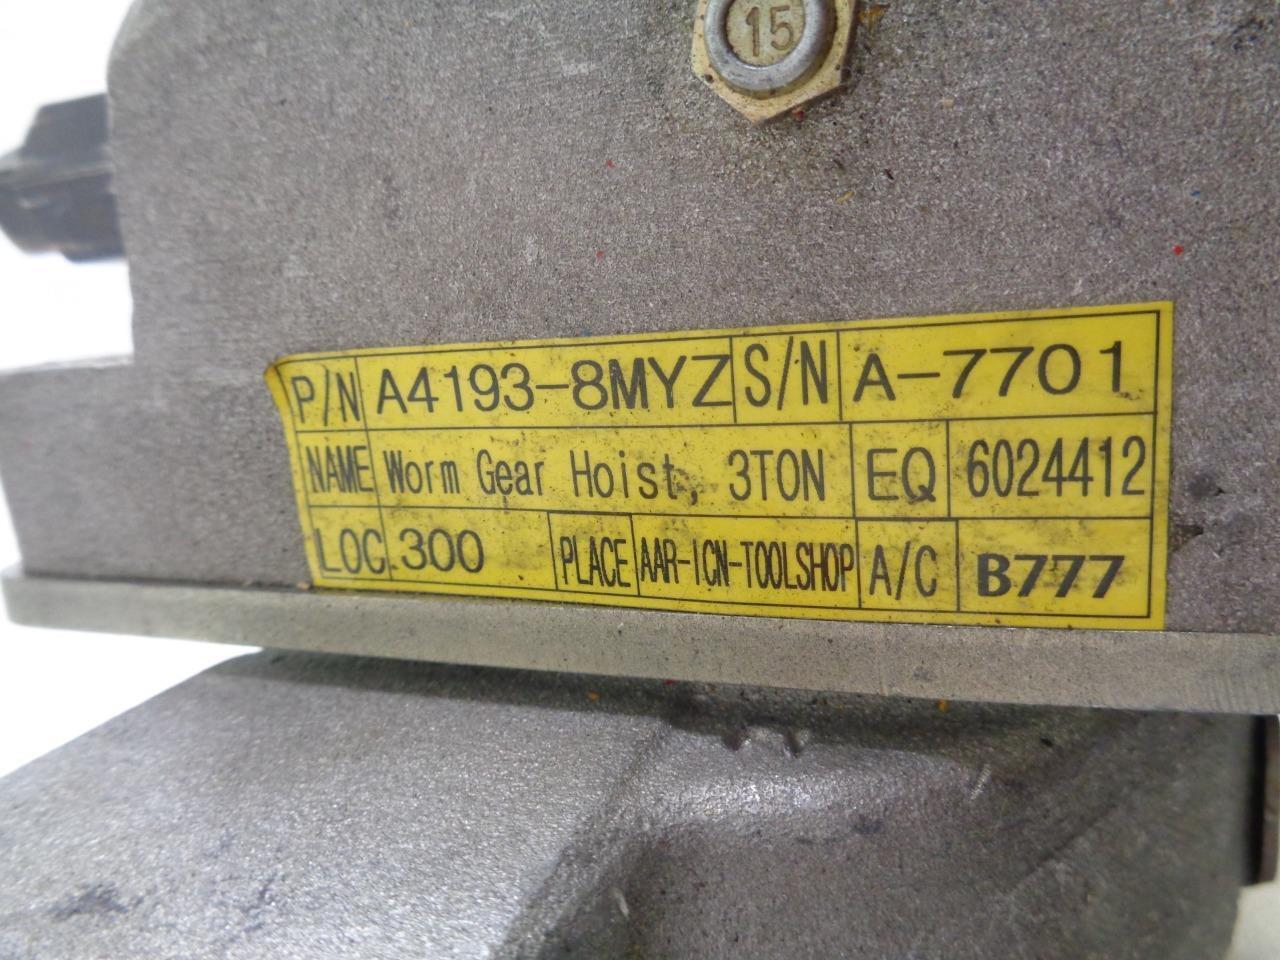 15
P/N A4193-8MYZ S/N A-7701
NAME Worm Gear Hoist, 3TON EQ 6024412
LOC. 300 PLACE AAR-ICN-TOOLSHOP A/C B777